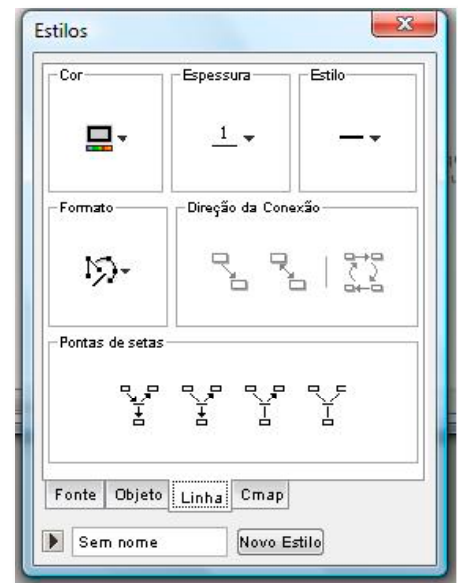 Estilos
Cor Espessura Estilo
1
Formato Direção da Conexão
Pontas de setas
Fonte Objeto Linha Cmap
Sem nome Novo Estilo